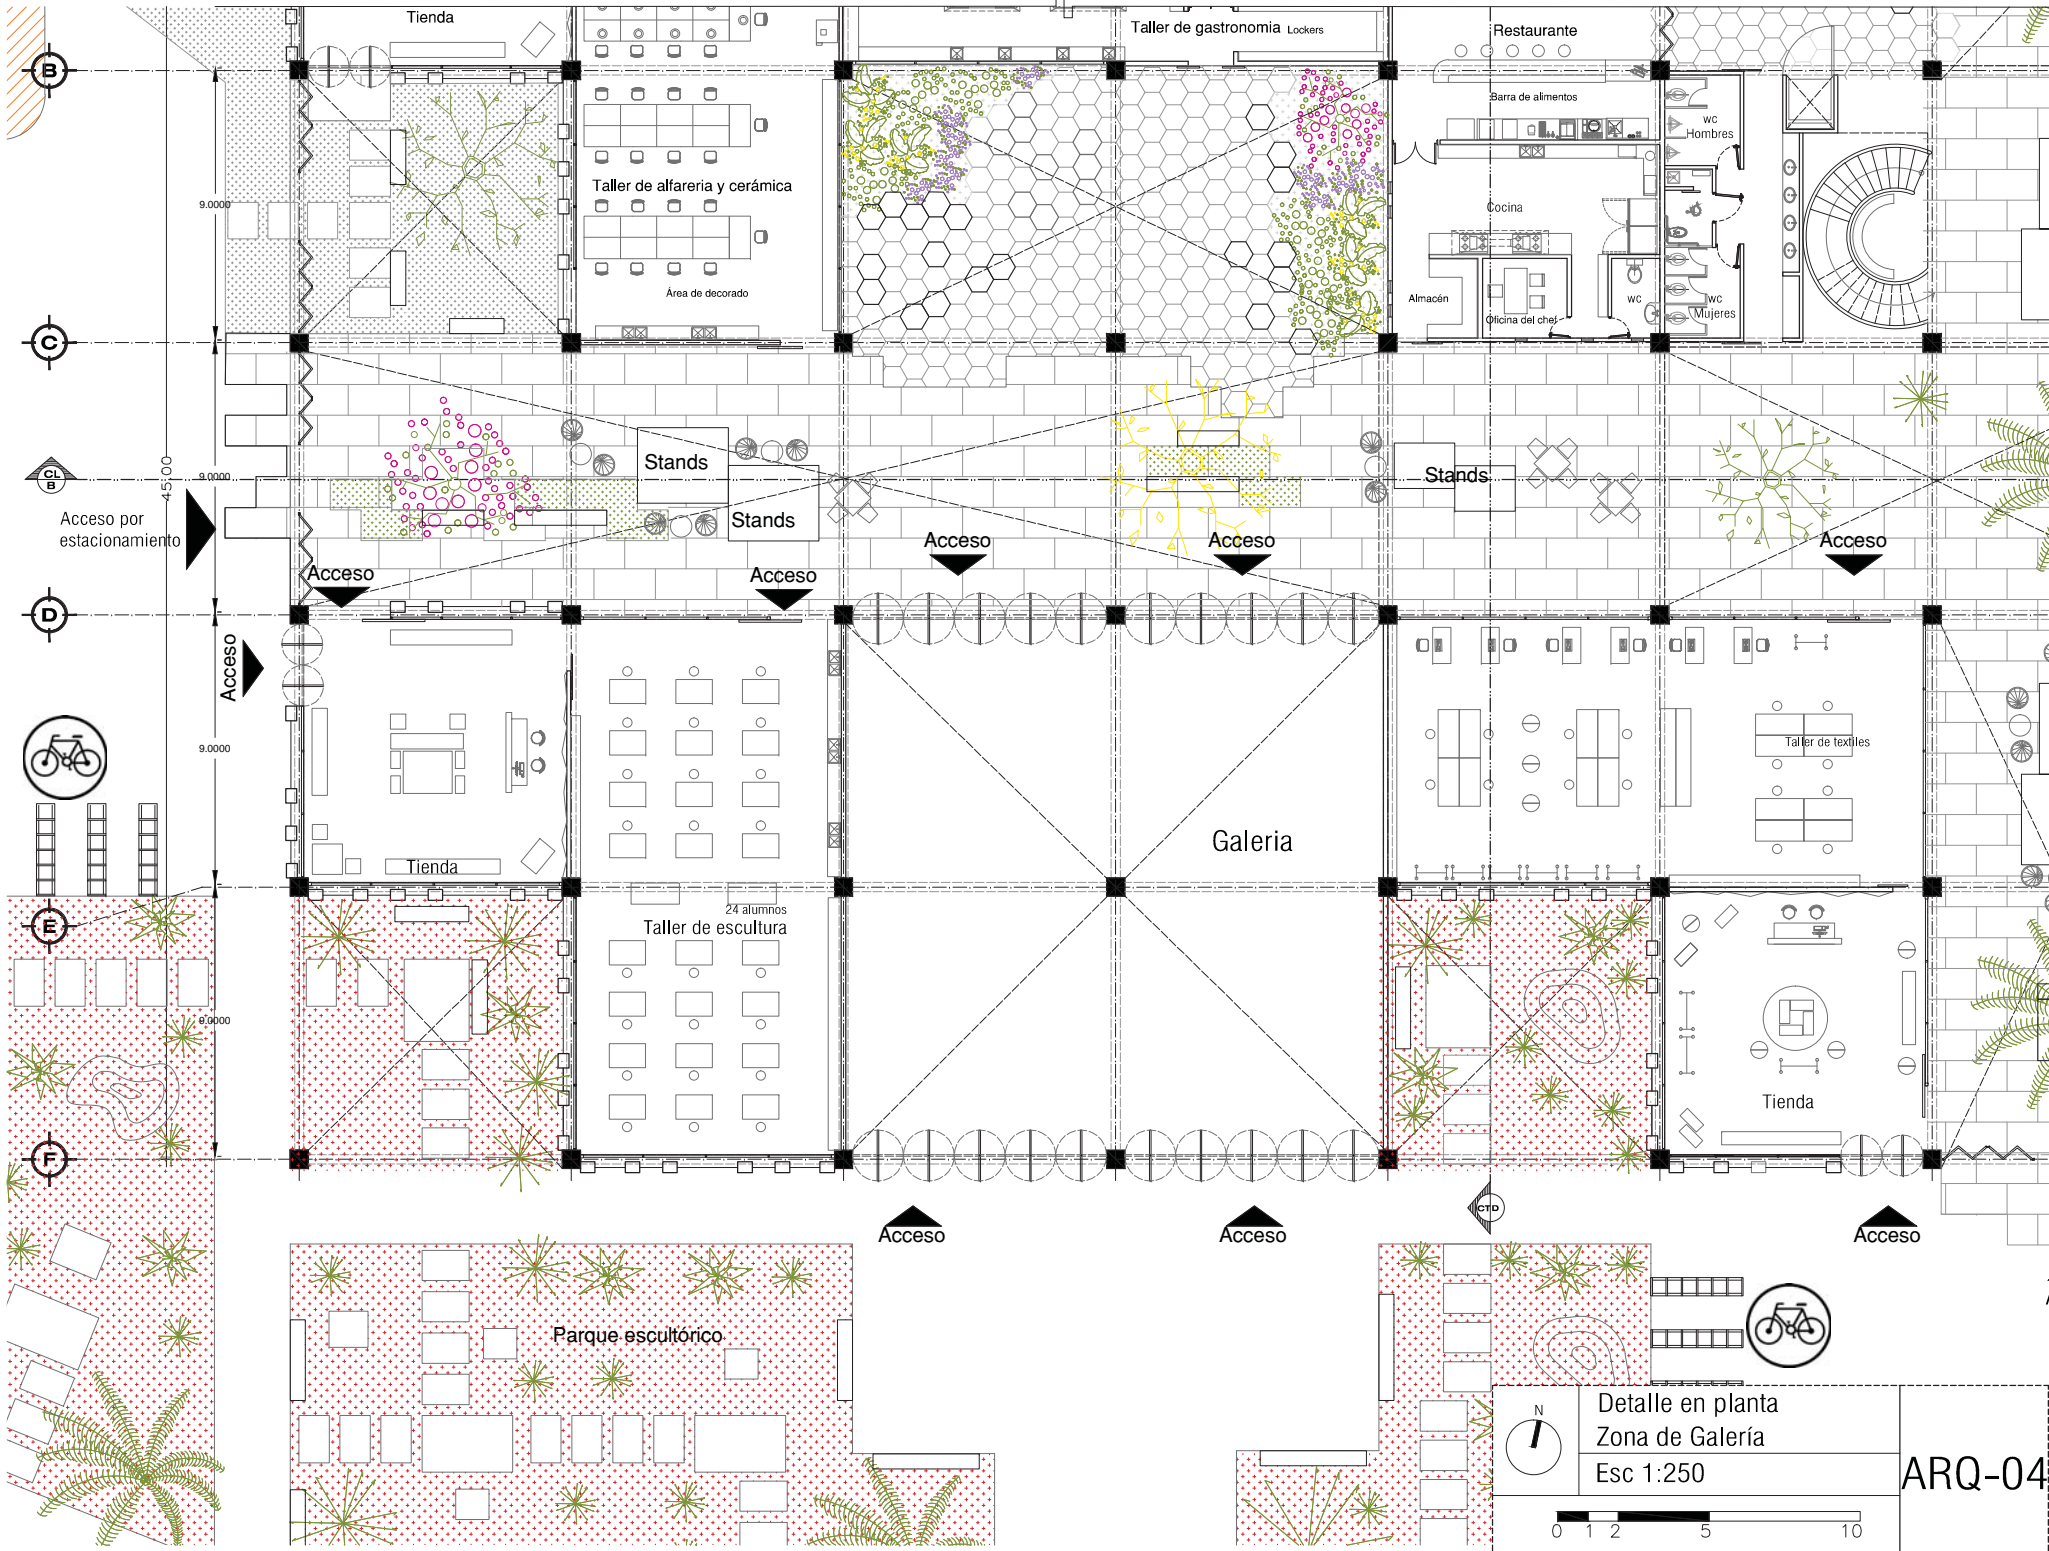 Tienda
Taller de gastronomia
Lockers
Restaurante
B
Barra de alimentos
wc
Hombres
Taller de alfareria y cerámica
9.0000
Cocina
Área de decorado
Almacén
Oficina del chef
wc
wc
Mujeres
C
Stands
Stands
Stands
CL
B
45.00
9.0000
Acceso por
estacionamiento
Acceso
Acceso
Acceso
Acceso
Acceso
D
Acceso
9.0000
Taller de textiles
Galeria
Tienda
E
24 alumnos
Taller de escultura
9.0000
Tienda
F
CTD
Acceso
Acceso
Acceso
Parque escultórico
N
Detalle en planta
Zona de Galería
Esc 1:250
ARQ-04
0 1 2 5 10